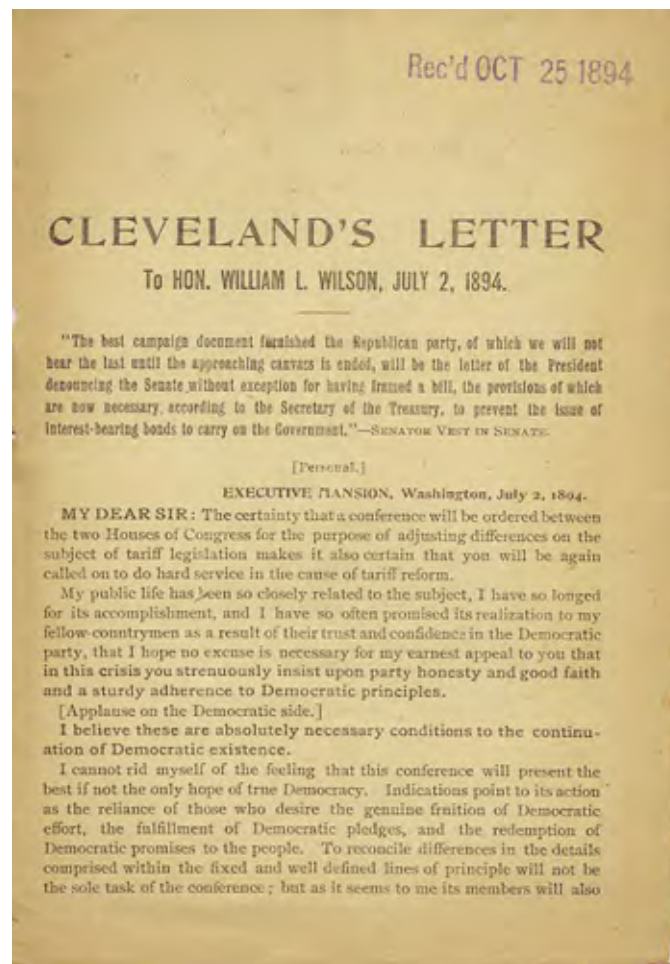 Rec'd OCT 25 1894
CLEVELAND'S LETTER
To HON. WILLIAM L. WILSON, JULY 2, 1894.
"The best campaign document furnished the Republican party, of which we will not
hear the last until the approaching canvass is ended, will be the letter of the President
denouncing the Senate without exception for having framed a bill, the provisions of which
are now necessary, according to the Secretary of the Treasury, to prevent the issue of
interest-bearing bonds to carry on the Government."—SENATOR VEST IN SENATE.
[Personal.]
EXECUTIVE MANSION, Washington, July 2, 1894.
MY DEAR SIR: The certainty that a conference will be ordered between
the two Houses of Congress for the purpose of adjusting differences on the
subject of tariff legislation makes it also certain that you will be again
called on to do hard service in the cause of tariff reform.
My public life has been so closely related to the subject, I have so longed
for its accomplishment, and I have so often promised its realization to my
fellow-conntrymen as a result of their trust and confidence in the Democratic
party, that I hope no excuse is necessary for my earnest appeal to you that
in this crisis you strenuously insist upon party honesty and good faith
and a sturdy adherence to Democratic principles.
[Applause on the Democratic side.]
I believe these are absolutely necessary conditions to the continu-
ation of Democratic existence.
I cannot rid myself of the feeling that this conference will present the
best if not the only hope of true Democracy. Indications point to its action
as the reliance of those who desire the genuine fruition of Democratic
effort, the fulfillment of Democratic pledges, and the redemption of
Democratic promises to the people. To reconcile differences in the details
comprised within the fixed and well defined lines of principle will not be
the sole task of the conference; but as it seems to me its members will also